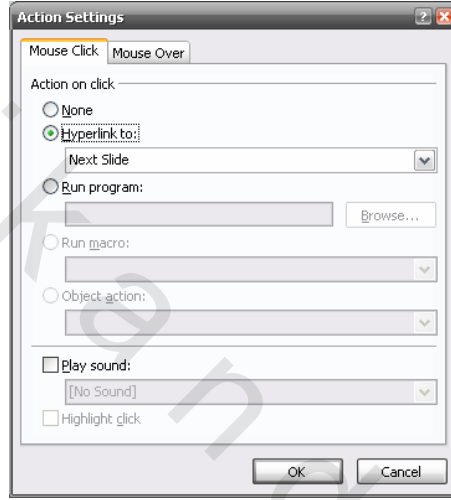 Action Settings
Mouse Click Mouse Over
Action on click
None
Hyperlink to:
Next Slide
Run program:
Browse...
Run macro:
Object action:
Play sound:
[No Sound]
Highlight click
OK Cancel